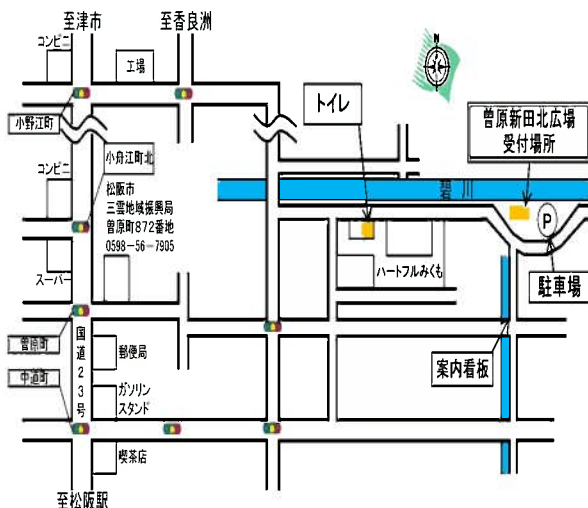 至津市
至香良洲
コンビニ
工場
N
トイレ
曽原新田北広場
受付場所
小野江町
小舟江町北
コンビニ
松阪市
三雲地域振興局
曽原町872番地
0598-56-7905
碧川
P
スーパー
ハートフルみくも
駐車場
曽原町
国道23号
郵便局
案内看板
中道町
ガソリン
スタンド
喫茶店
至松阪駅